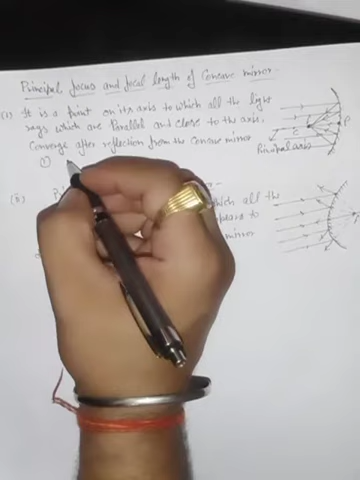 Principal focus and focal length of Concave mirror-
(i) It is a point on its axis to which all the light
rays which are Parallel and close to the axis,
Converge after reflection from the Concave mirror
①
(ii)
which all the
to
mirror
C
P
Principal axis